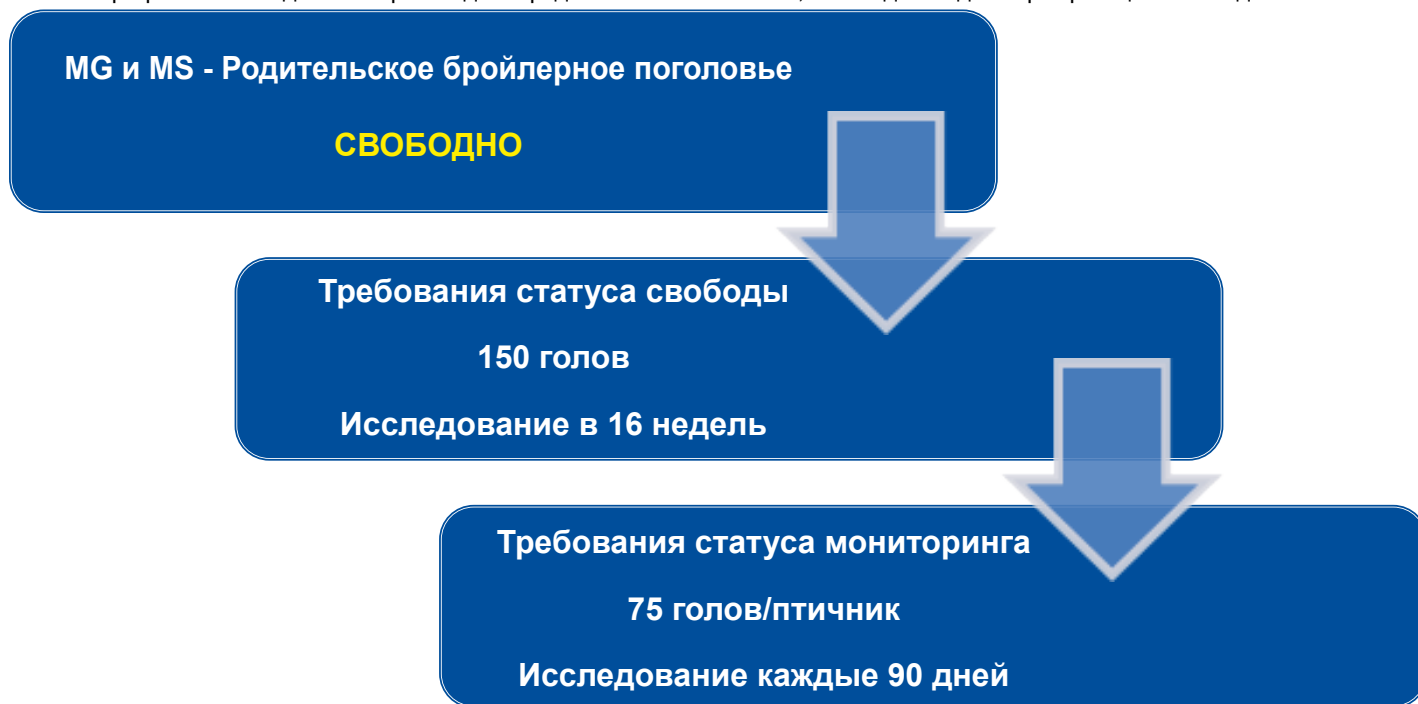 MG и MS - Родительское бройлерное поголовье
СВОБОДНО
Требования статуса свободы
150 голов
Исследование в 16 недель
Требования статуса мониторинга
75 голов/птичник
Исследование каждые 90 дней